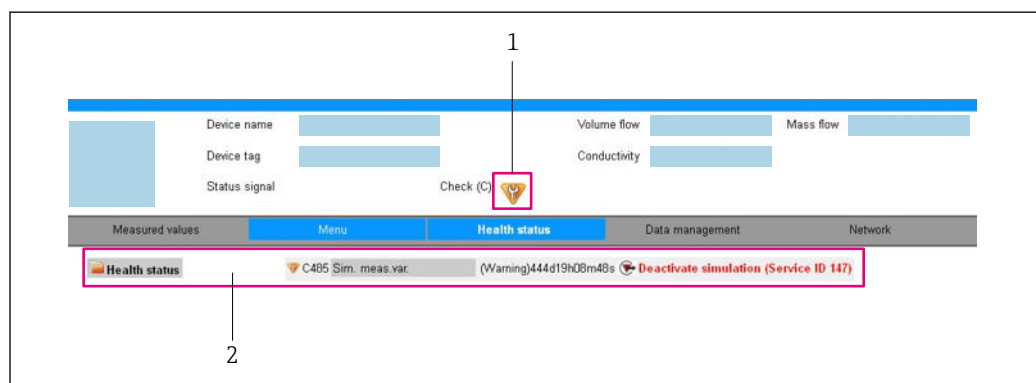 1
Device name Volume flow Mass flow
Device tag Conductivity
Status signal Check (C)
Measured values Menu Health status Data management Network
Health status C485 Sim. meas.var. (Warning)444d19h08m48s Deactivate simulation (Service ID 147)
2